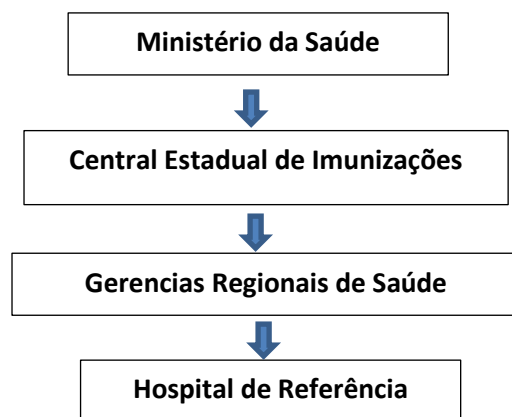 Ministério da Saúde
Central Estadual de Imunizações
Gerencias Regionais de Saúde
Hospital de Referência